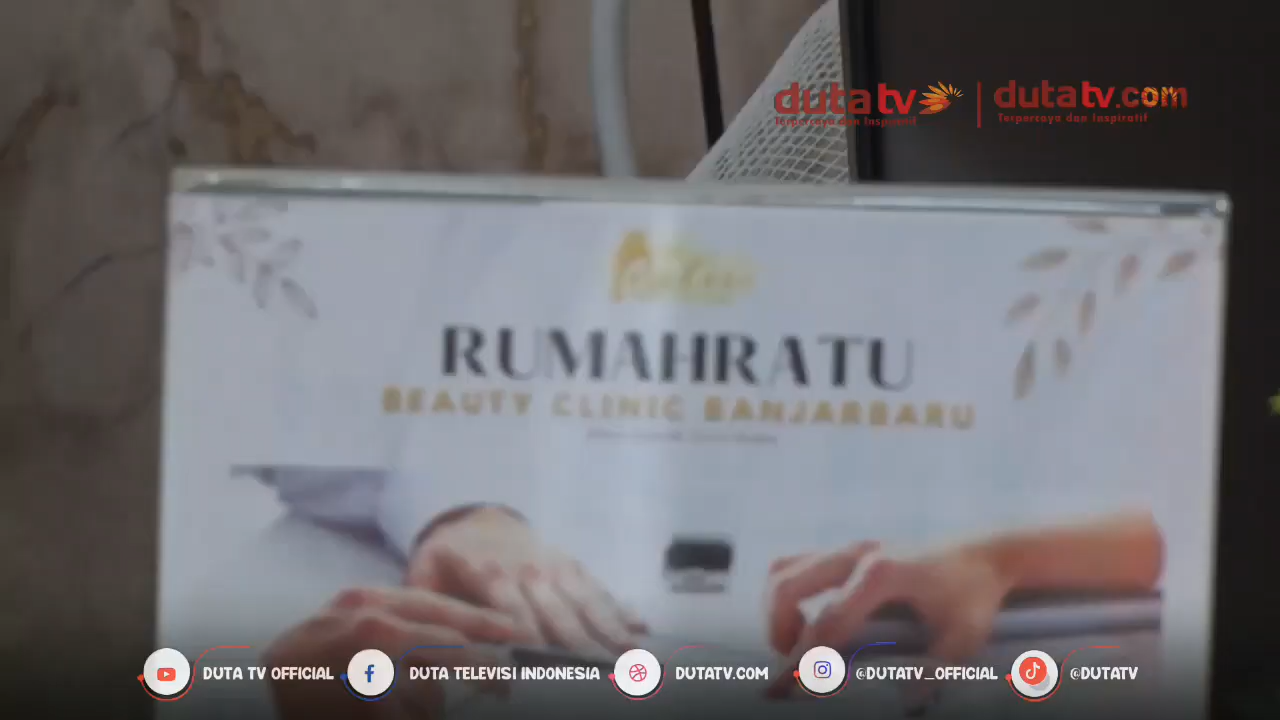 dutatv
Terpercaya dan Inspiratif
dutatv.com
Terpercaya dan Inspiratif
RUMAHRATU
BEAUTY CLINIC BANJARBARU
DUTA TV OFFICIAL
DUTA TELEVISI INDONESIA
DUTATV.COM
@DUTATV_OFFICIAL
@DUTATV